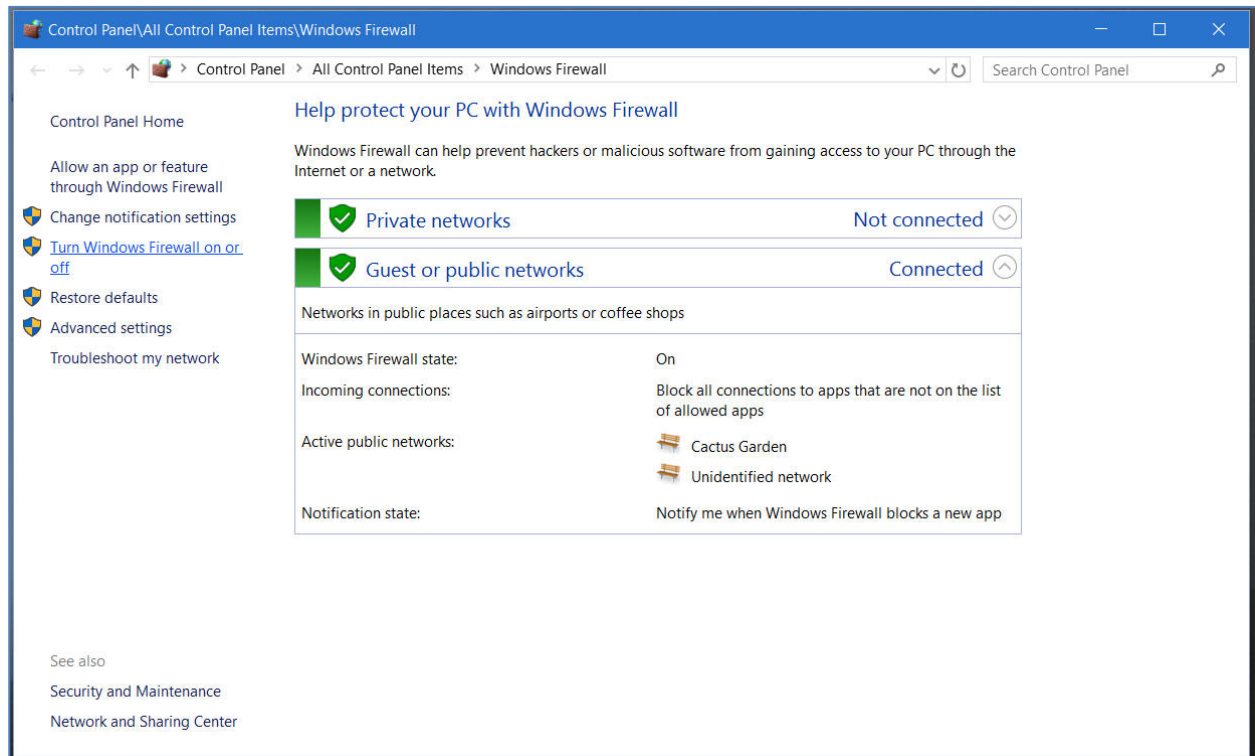 Control Panel\All Control Panel Items\Windows Firewall
Control Panel > All Control Panel Items > Windows Firewall
Search Control Panel
Control Panel Home
Allow an app or feature
through Windows Firewall
Change notification settings
Turn Windows Firewall on or
off
Restore defaults
Advanced settings
Troubleshoot my network
See also
Security and Maintenance
Network and Sharing Center
Help protect your PC with Windows Firewall
Windows Firewall can help prevent hackers or malicious software from gaining access to your PC through the
Internet or a network.
Private networks Not connected
Guest or public networks Connected
Networks in public places such as airports or coffee shops
Windows Firewall state: On
Incoming connections: Block all connections to apps that are not on the list
of allowed apps
Active public networks: Cactus Garden
Unidentified network
Notification state: Notify me when Windows Firewall blocks a new app